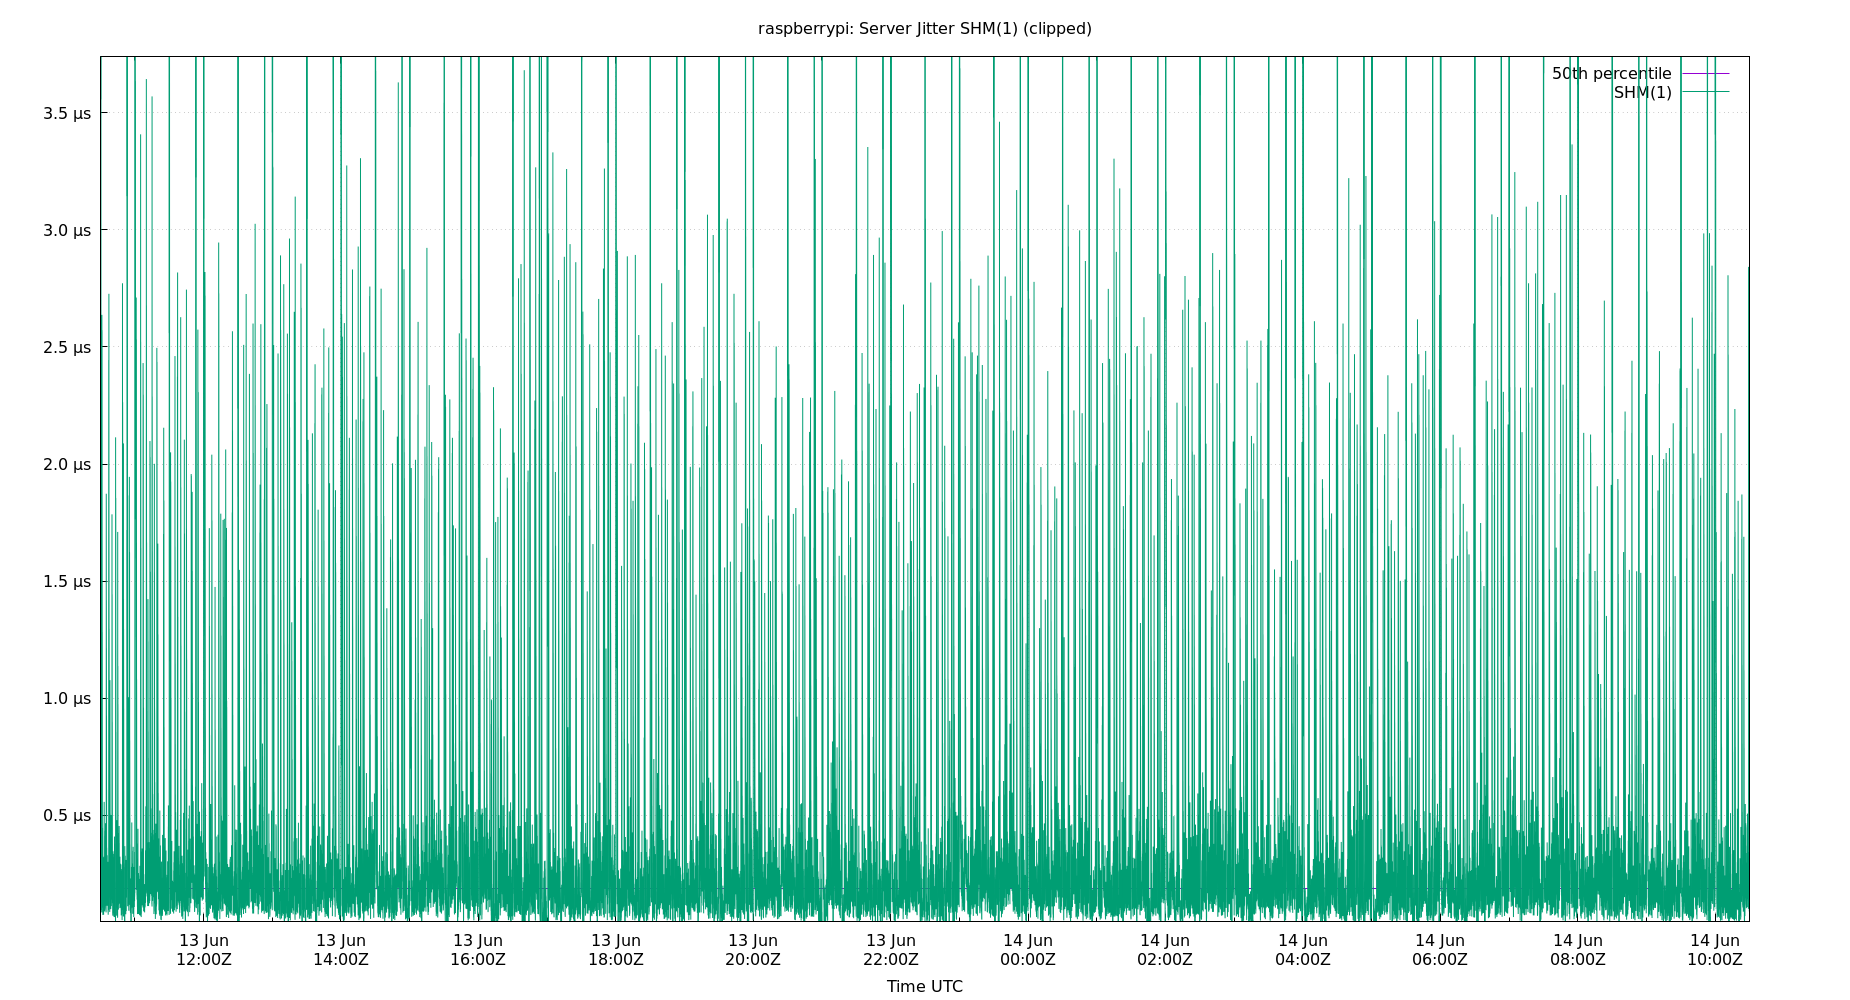 raspberrypi: Server Jitter SHM(1) (clipped)
50th percentile
SHM(1)
3.5 µs
3.0 µs
2.5 µs
2.0 µs
1.5 µs
1.0 µs
0.5 µs
13 Jun 13 Jun 13 Jun 13 Jun 13 Jun 13 Jun 14 Jun 14 Jun 14 Jun 14 Jun 14 Jun 14 Jun
12:00Z 14:00Z 16:00Z 18:00Z 20:00Z 22:00Z 00:00Z 02:00Z 04:00Z 06:00Z 08:00Z 10:00Z
Time UTC